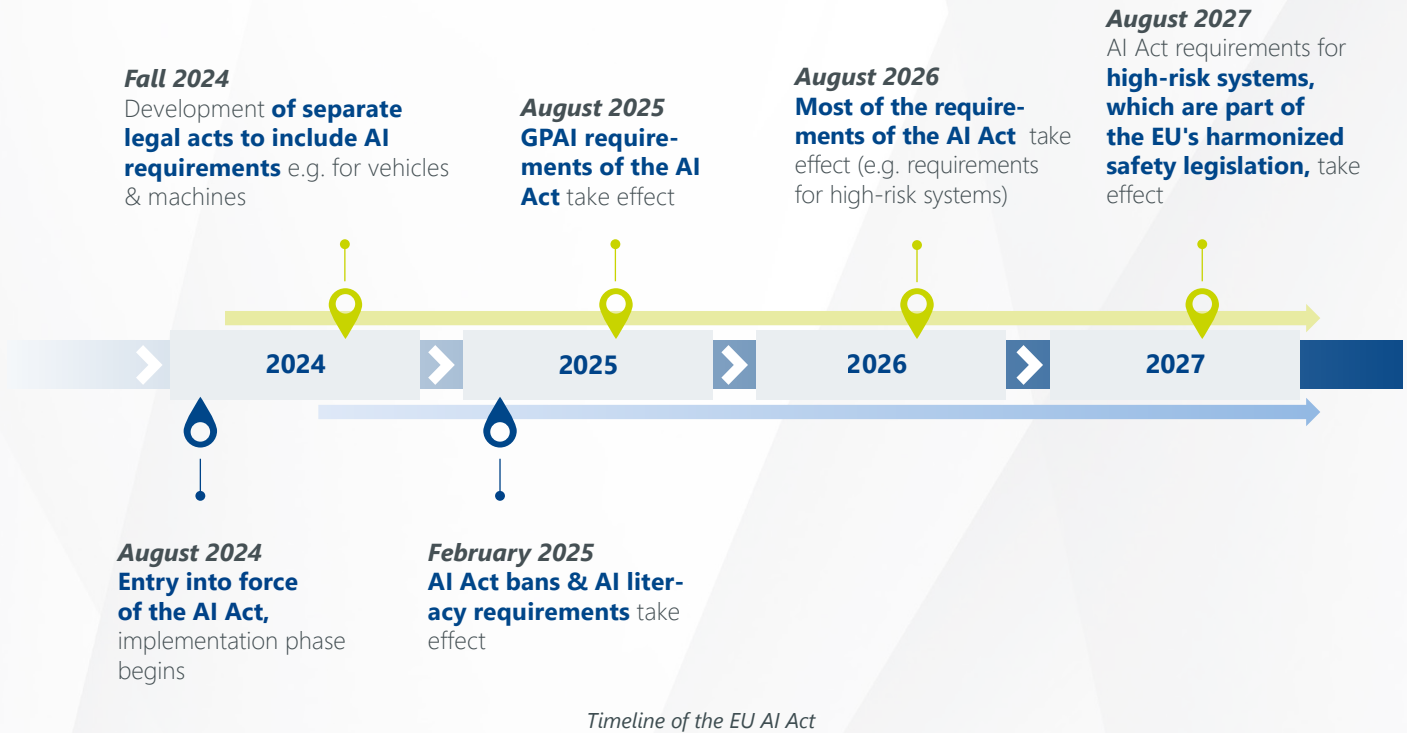 Fall 2024
Development of separate
legal acts to include AI
requirements e.g. for vehicles
& machines
August 2025
GPAI require-
ments of the AI
Act take effect
August 2026
Most of the require-
ments of the AI Act take
effect (e.g. requirements
for high-risk systems)
August 2027
AI Act requirements for
high-risk systems,
which are part of
the EU's harmonized
safety legislation, take
effect
2024
2025
2026
2027
August 2024
Entry into force
of the AI Act,
implementation phase
begins
February 2025
AI Act bans & AI liter-
acy requirements take
effect
Timeline of the EU AI Act